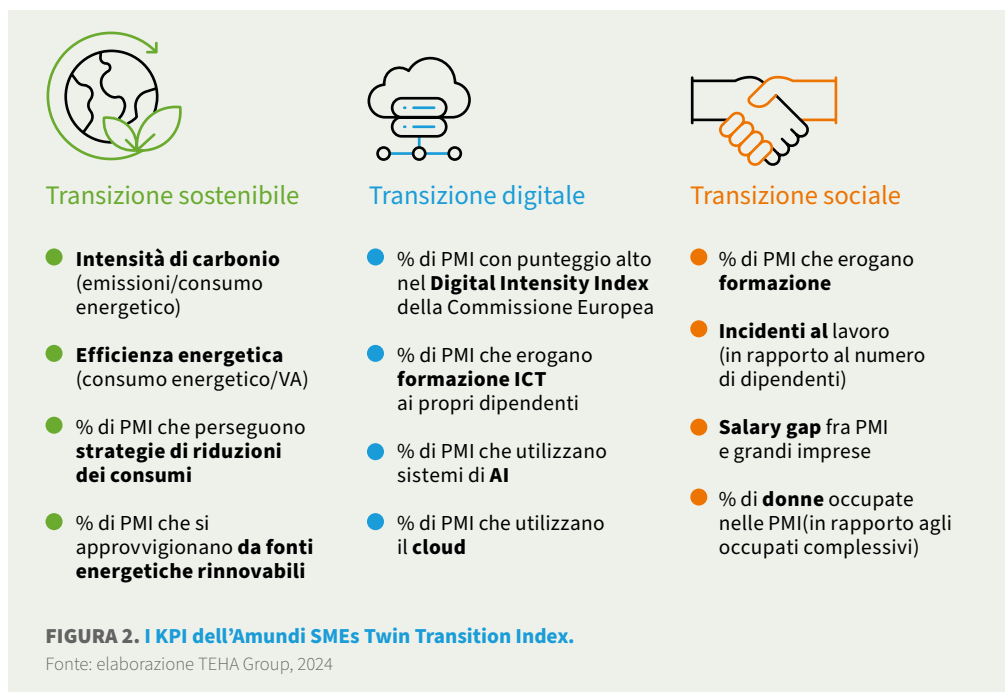 Transizione sostenibile
Intensità di carbonio
(emissioni/consumo
energetico)
Efficienza energetica
(consumo energetico/VA)
% di PMI che perseguono
strategie di riduzioni
dei consumi
% di PMI che si
approvvigionano da fonti
energetiche rinnovabili
Transizione digitale
% di PMI con punteggio alto
nel Digital Intensity Index
della Commissione Europea
% di PMI che erogano
formazione ICT
ai propri dipendenti
% di PMI che utilizzano
sistemi di AI
% di PMI che utilizzano
il cloud
Transizione sociale
% di PMI che erogano
formazione
Incidenti al lavoro
(in rapporto al numero
di dipendenti)
Salary gap fra PMI
e grandi imprese
% di donne occupate
nelle PMI(in rapporto agli
occupati complessivi)
FIGURA 2. I KPI dell’Amundi SMEs Twin Transition Index.
Fonte: elaborazione TEHA Group, 2024